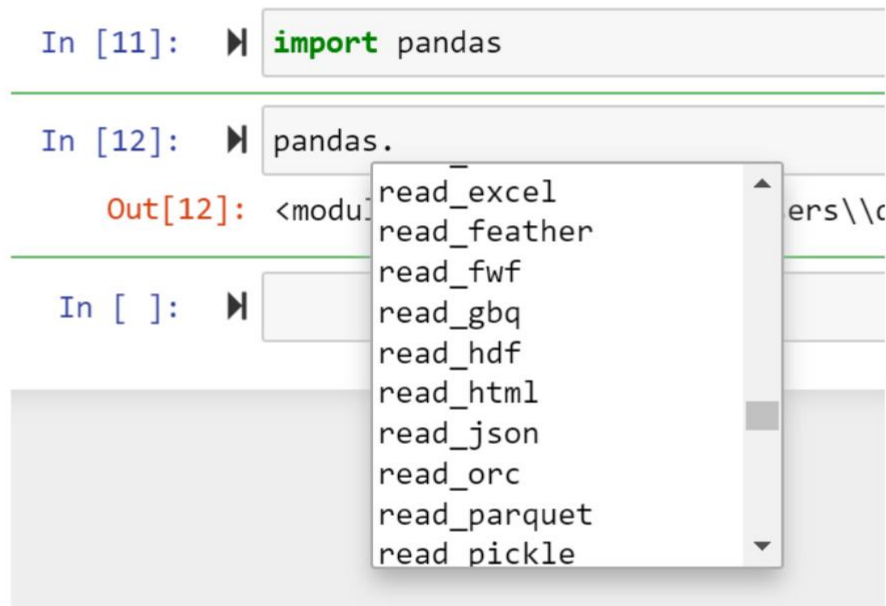 In [11]: import pandas
In [12]: pandas.
Out[12]: <modul ers\\
read_excel
read_feather
read_fwf
read_gbq
read_hdf
read_html
read_json
read_orc
read_parquet
read_pickle
In [ ]: